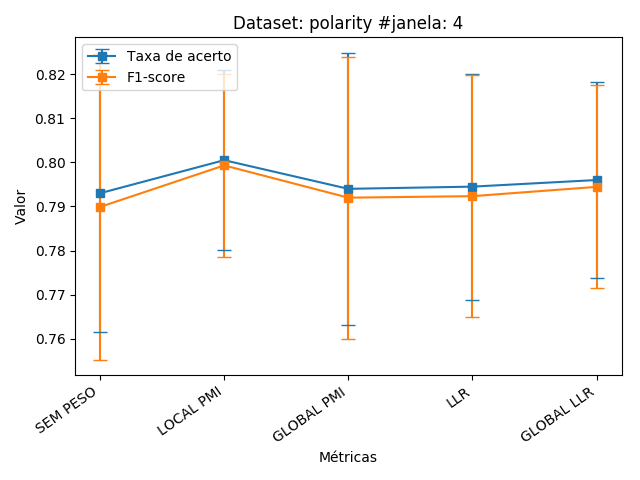 Dataset: polarity #janela: 4
Taxa de acerto
F1-score
0.82
0.81
0.80
0.79
0.78
0.77
0.76
Valor
SEM PESO
LOCAL PMI
GLOBAL PMI
LLR
GLOBAL LLR
Métricas